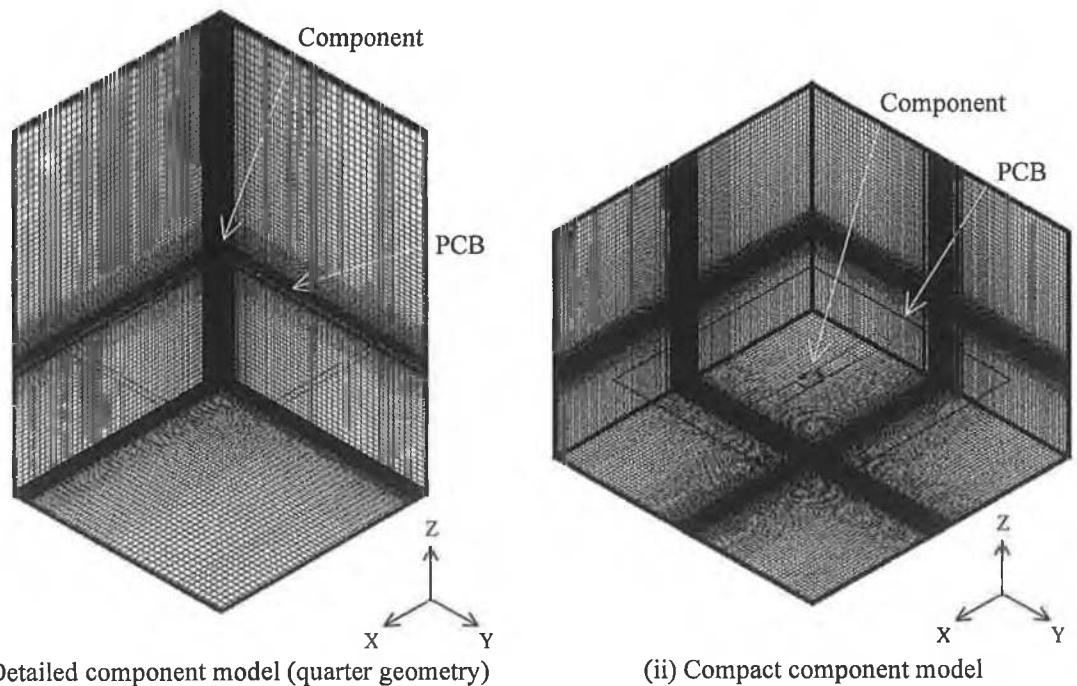 Component
PCB
Z
X
Y
Detailed component model (quarter geometry)
Component
PCB
Z
X
Y
(ii) Compact component model